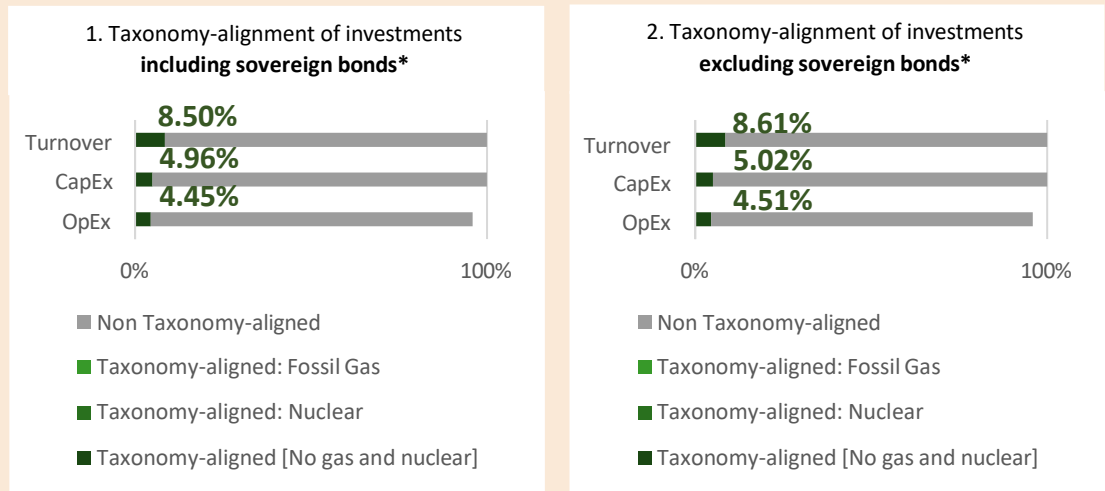 1. Taxonomy-alignment of investments
including sovereign bonds*
8.50%
Turnover
4.96%
CapEx
4.45%
OpEx
0%
100%
Non Taxonomy-aligned
Taxonomy-aligned: Fossil Gas
Taxonomy-aligned: Nuclear
Taxonomy-aligned [No gas and nuclear]
2. Taxonomy-alignment of investments
excluding sovereign bonds*
8.61%
Turnover
5.02%
CapEx
4.51%
OpEx
0%
100%
Non Taxonomy-aligned
Taxonomy-aligned: Fossil Gas
Taxonomy-aligned: Nuclear
Taxonomy-aligned [No gas and nuclear]